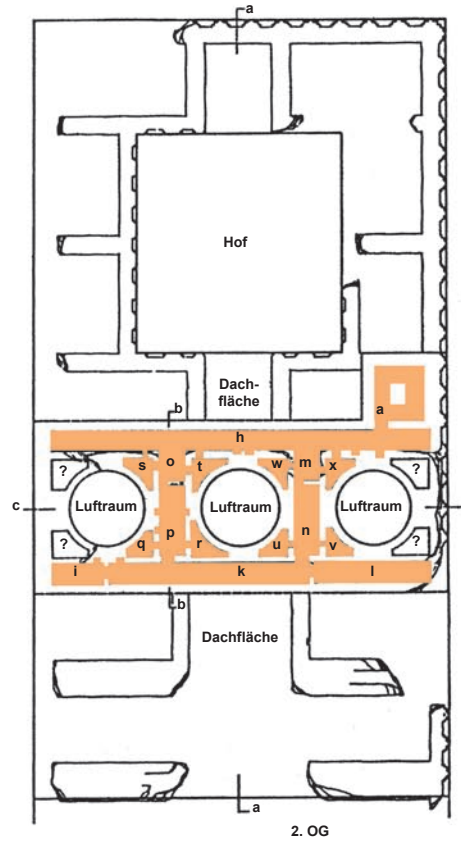 a
Hof
Dach-
fläche
a
b
h
? s o t w m x ?
c Luftraum Luftraum Luftraum
? q p r u n v ?
i k l
b
Dachfläche
a
2. OG